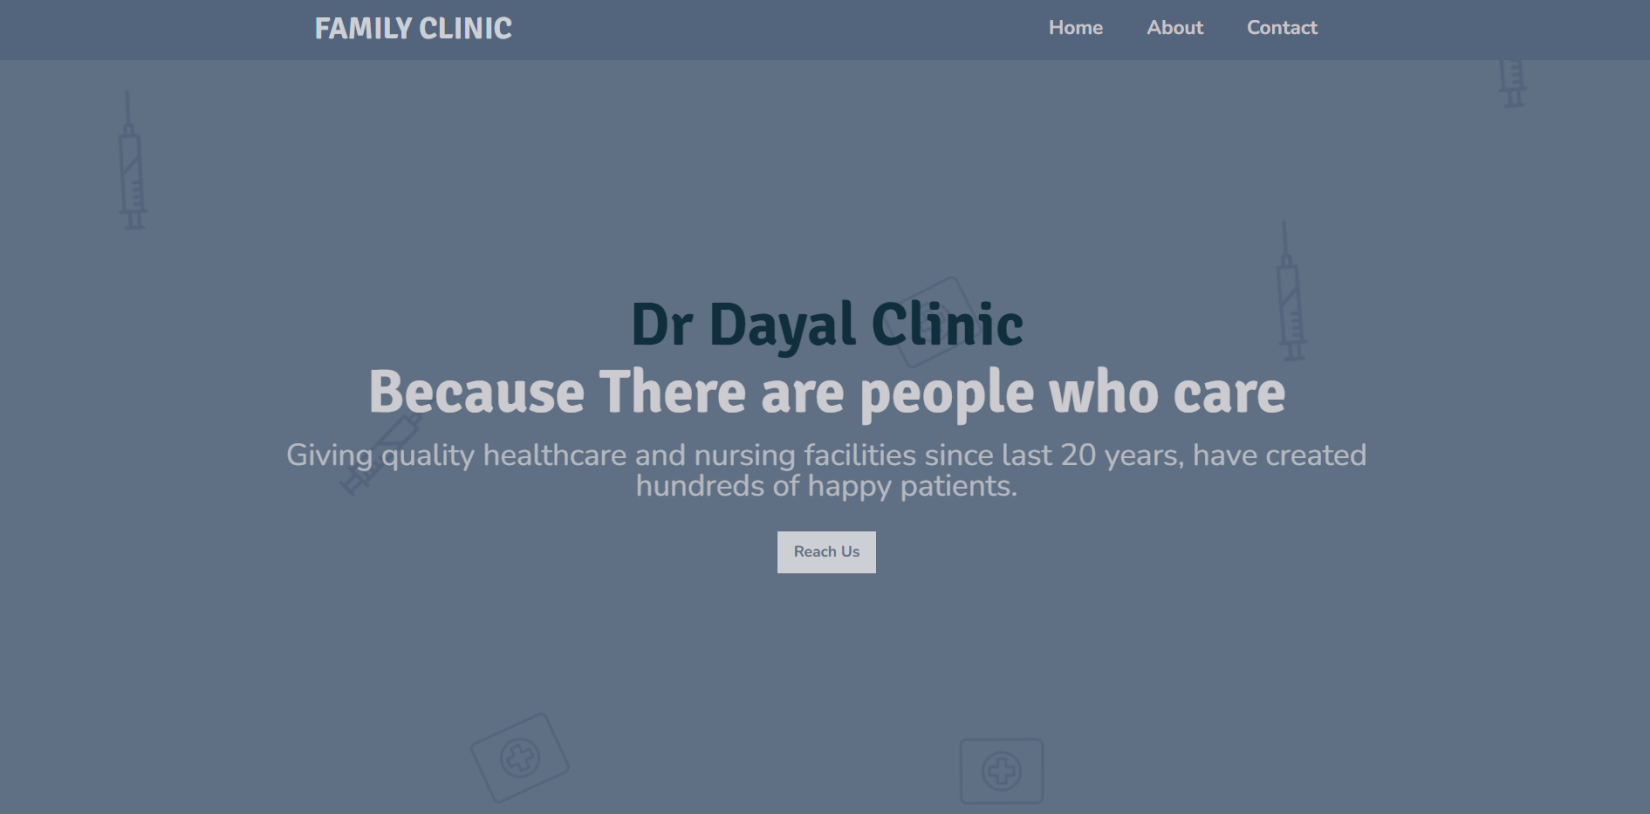 FAMILY CLINIC
Home About Contact
Dr Dayal Clinic
Because There are people who care
Giving quality healthcare and nursing facilities since last 20 years, have created
hundreds of happy patients.
Reach Us